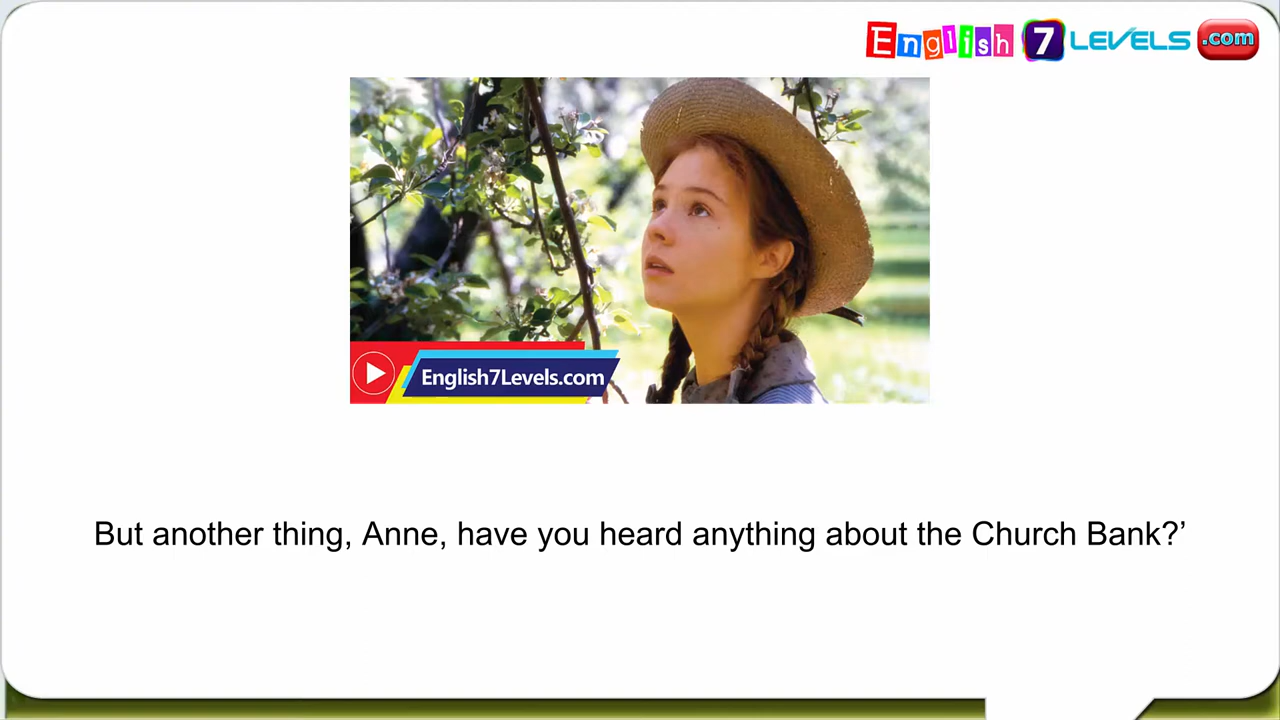 English 7 LEVELS .com
English7Levels.com
But another thing, Anne, have you heard anything about the Church Bank?’